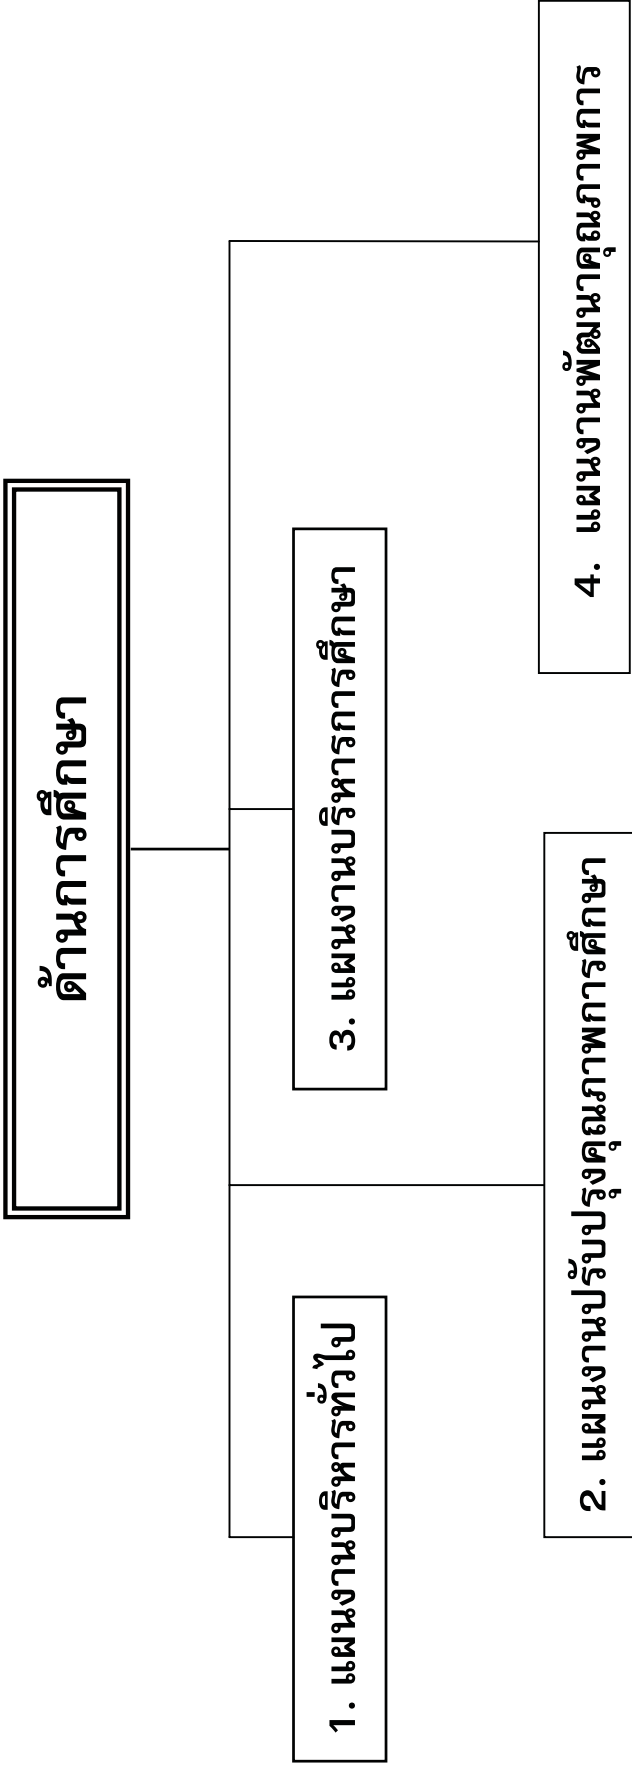 ด้านการศึกษา
1. แผนงานบริหารทั่วไป
2. แผนงานปรับปรุงคุณภาพการศึกษา
3. แผนงานบริหารการศึกษา
4. แผนงานพัฒนาคุณภาพการ